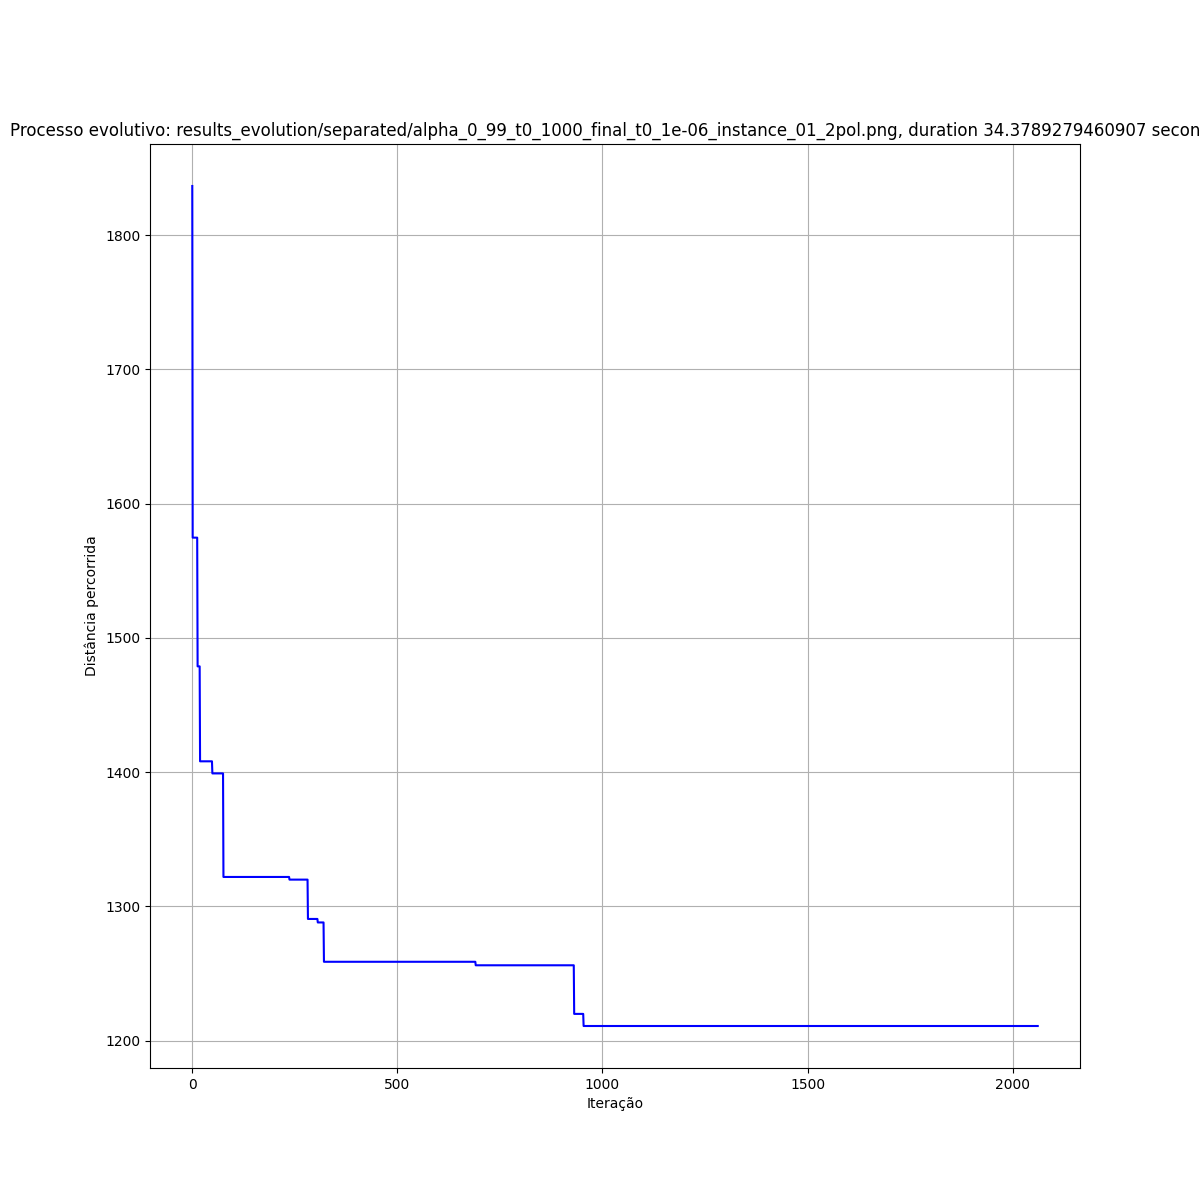 Processo evolutivo: results_evolution/separated/alpha_0_99_t0_1000_final_t0_1e-06_instance_01_2pol.png, duration 34.3789279460907 secon
1800
1700
1600
1500
1400
1300
1200
Distância percorrida
0 500 1000 1500 2000
Iteração